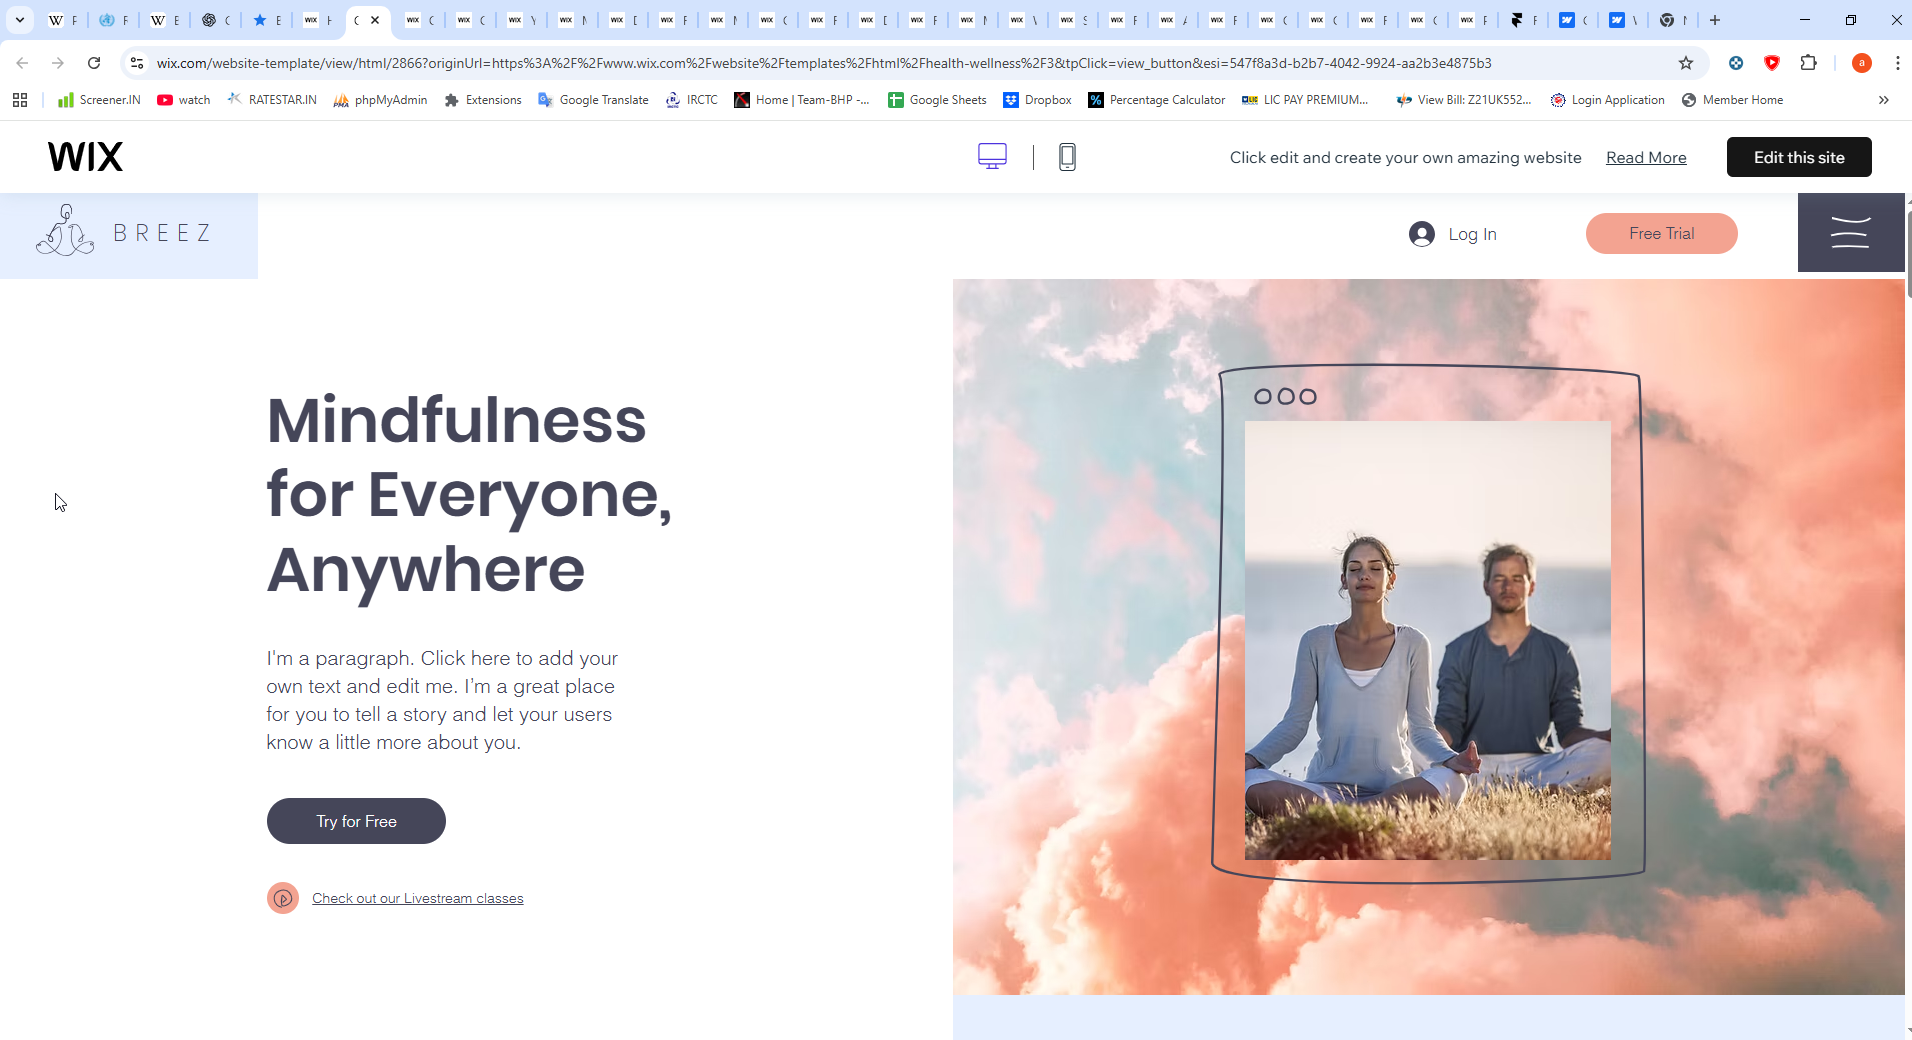 wix.com/website-template/view/html/2866?originUrl=https%3A%2F%2Fwww.wix.com%2Fwebsite%2Ftemplates%2Fhtml%2Fhealth-wellness%2F3&tpClick=view_button&esi=547f8a3d-b2b7-4042-9924-aa2b3e4875b3
Screener.IN watch RATESTAR.IN phpMyAdmin Extensions Google Translate IRCTC Home | Team-BHP -... Google Sheets Dropbox Percentage Calculator LIC PAY PREMIUM... View Bill: Z21UK552... Login Application Member Home
WIX
Click edit and create your own amazing website Read More Edit this site
BREEZ
Log In Free Trial
Mindfulness
for Everyone,
Anywhere
I'm a paragraph. Click here to add your
own text and edit me. I'm a great place
for you to tell a story and let your users
know a little more about you.
Try for Free
Check out our Livestream classes